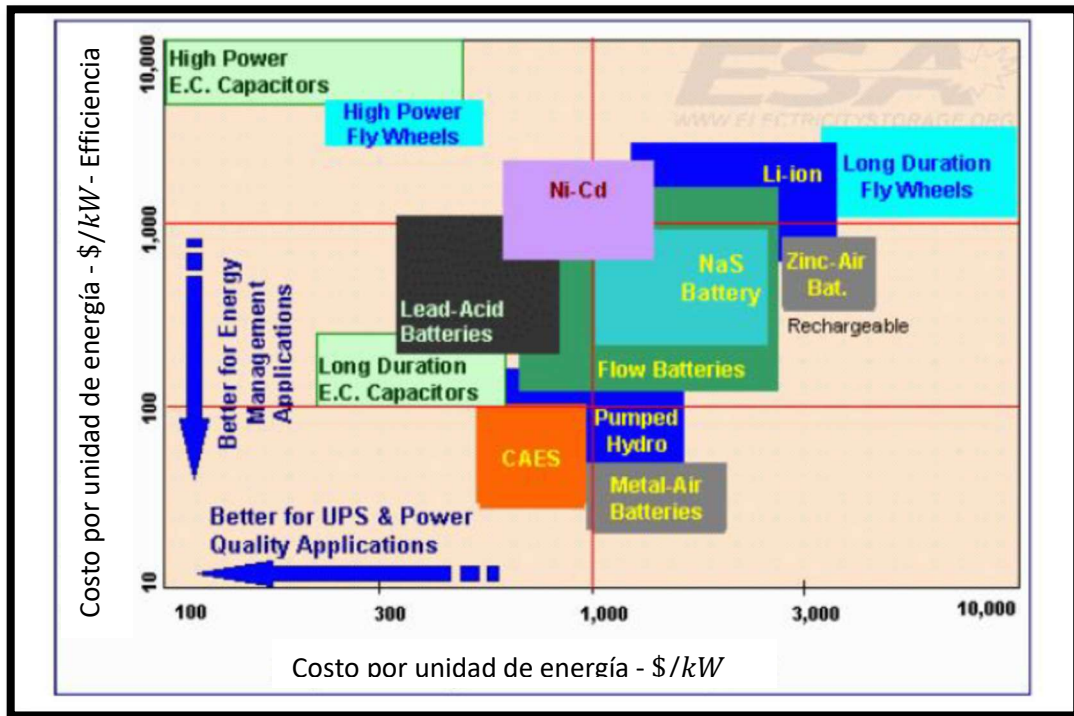 Costo por unidad de energía - $/kW - Efficiencia
10,000
1,000
100
10
High Power
E.C. Capacitors
High Power
Fly Wheels
ESA
WWW.ELECTRICITYSTORAGE.ORG
Ni-Cd
Li-ion
Long Duration
Fly Wheels
NaS
Battery
Zinc-Air
Bat.
Rechargeable
Lead-Acid
Batteries
Flow Batteries
Long Duration
E.C. Capacitors
Better for Energy
Management
Applications
Pumped
Hydro
CAES
Metal-Air
Batteries
Better for UPS & Power
Quality Applications
100
300
1,000
3,000
10,000
Costo por unidad de energía - $/kW